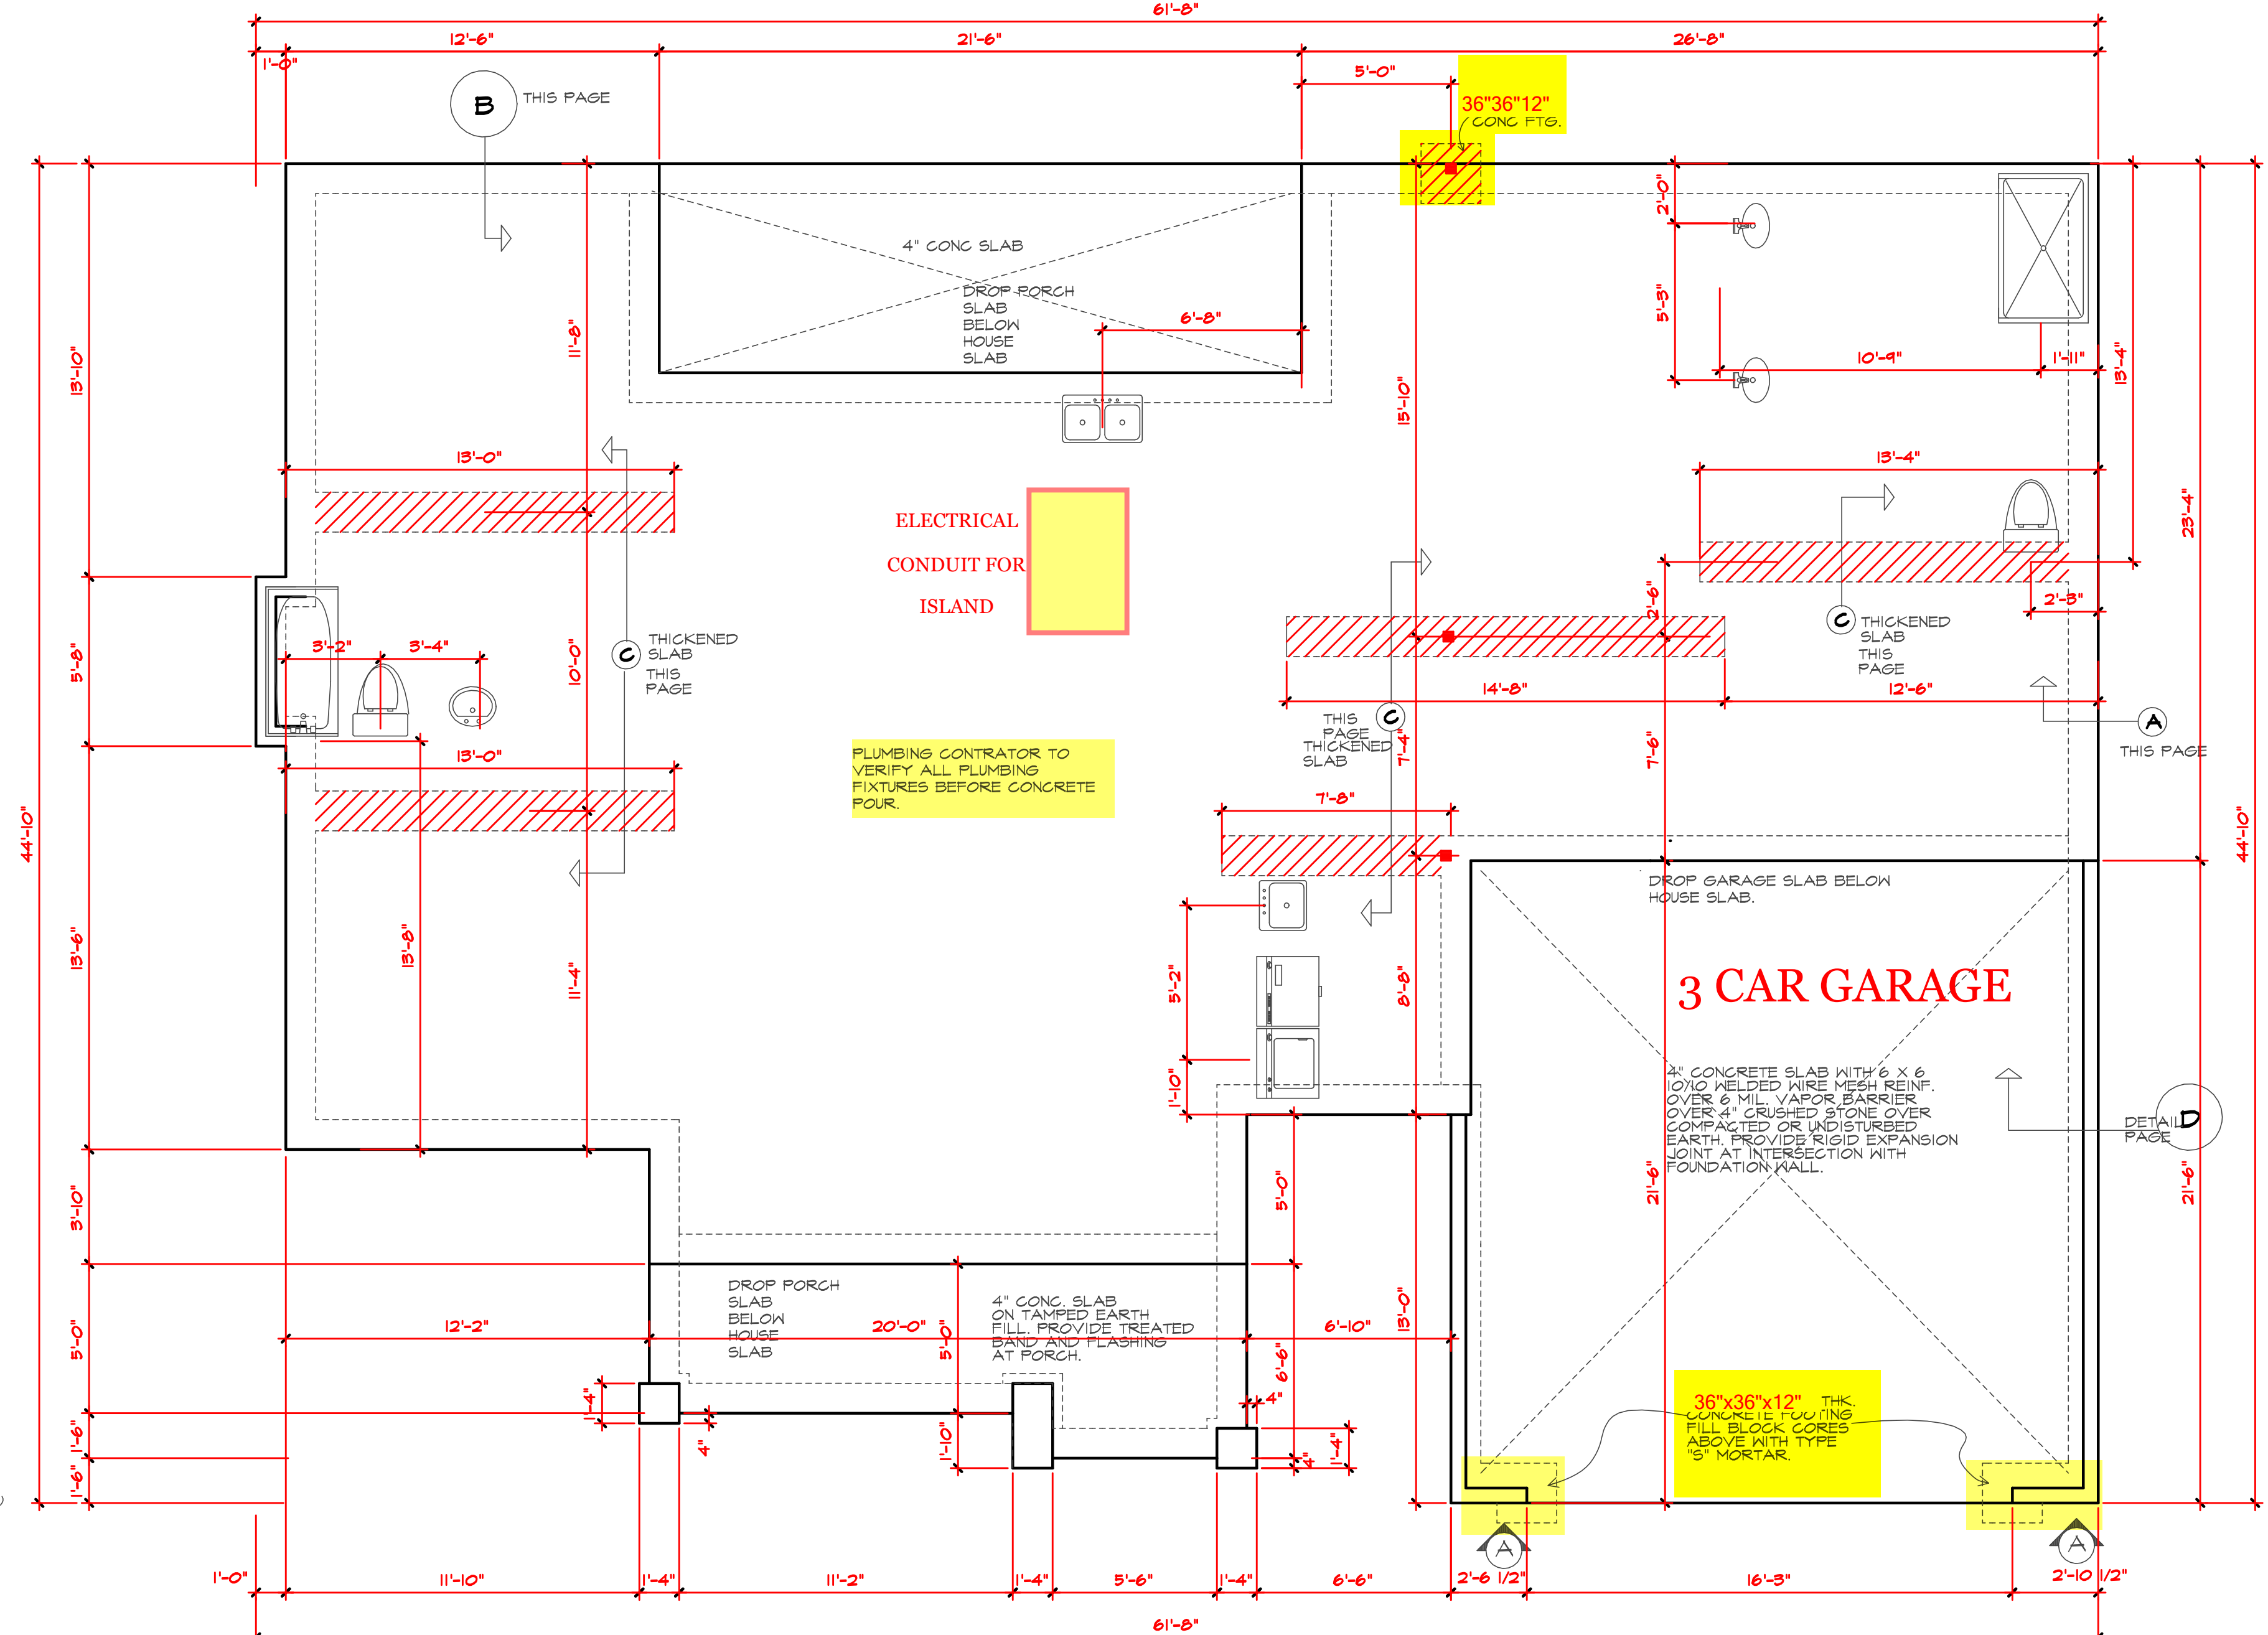 61'-8"
12'-6"
21'-6"
26'-8"
1'-0"
5'-0"
B
THIS PAGE
36"36"12"
CONC FTG.
2'-0"
4" CONC SLAB
DROP PORCH
SLAB
BELOW
HOUSE
SLAB
6'-8"
5'-3"
11'-8"
13'-10"
10'-9"
1'-11"
13'-4"
15'-10"
13'-0"
13'-4"
23'-4"
ELECTRICAL
CONDUIT FOR
ISLAND
2'-6"
2'-3"
C
THICKENED
SLAB
THIS
PAGE
3'-2"
3'-4"
5'-8"
10'-0"
C
THICKENED
SLAB
THIS
PAGE
14'-8"
12'-6"
THIS
PAGE
THICKENED
SLAB
C
7'-4"
7'-6"
A
THIS PAGE
13'-0"
PLUMBING CONTRATOR TO
VERIFY ALL PLUMBING
FIXTURES BEFORE CONCRETE
POUR.
7'-8"
44'-10"
44'-10"
DROP GARAGE SLAB BELOW
HOUSE SLAB.
13'-6"
13'-8"
11'-4"
5'-2"
8'-8"
3 CAR GARAGE
1'-10"
4" CONCRETE SLAB WITH 6 X 6
10/10 WELDED WIRE MESH REINF.
OVER 6 MIL. VAPOR BARRIER
OVER 4" CRUSHED STONE OVER
COMPACTED OR UNDISTURBED
EARTH. PROVIDE RIGID EXPANSION
JOINT AT INTERSECTION WITH
FOUNDATION WALL.
DETAIL
PAGE
D
3'-10"
5'-0"
21'-6"
21'-6"
DROP PORCH
SLAB
BELOW
HOUSE
SLAB
4" CONC. SLAB
ON TAMPED EARTH
FILL. PROVIDE TREATED
BAND AND FLASHING
AT PORCH.
5'-0"
12'-2"
20'-0"
5'-0"
6'-10"
13'-0"
6'-6"
1'-4"
4"
4"
36"x36"x12" THK.
CONCRETE FOOTING
FILL BLOCK CORES
ABOVE WITH TYPE
"S" MORTAR.
1'-6"
1'-10"
4"
1'-4"
1'-6"
A
A
1'-0"
11'-10"
1'-4"
11'-2"
1'-4"
5'-6"
1'-4"
6'-6"
2'-6 1/2"
16'-3"
2'-10 1/2"
61'-8"